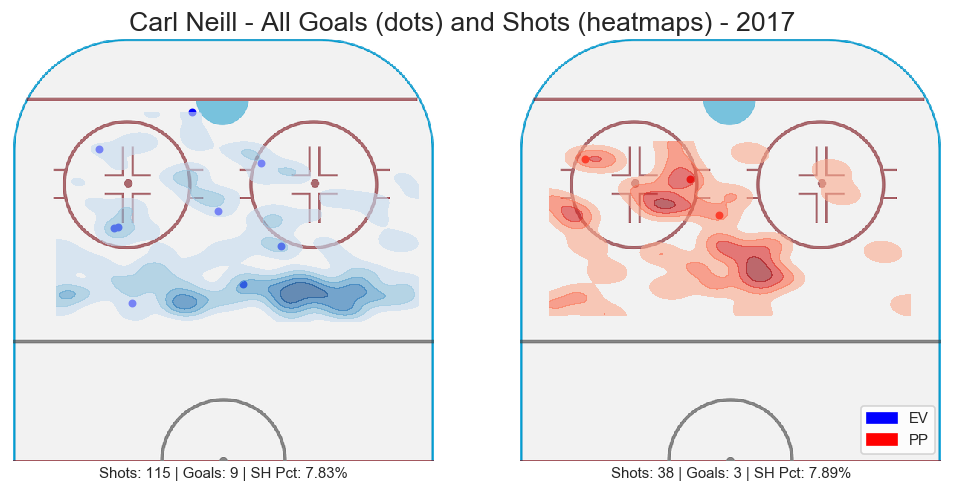 Carl Neill - All Goals (dots) and Shots (heatmaps) - 2017
EV
PP
Shots: 115 | Goals: 9 | SH Pct: 7.83%
Shots: 38 | Goals: 3 | SH Pct: 7.89%